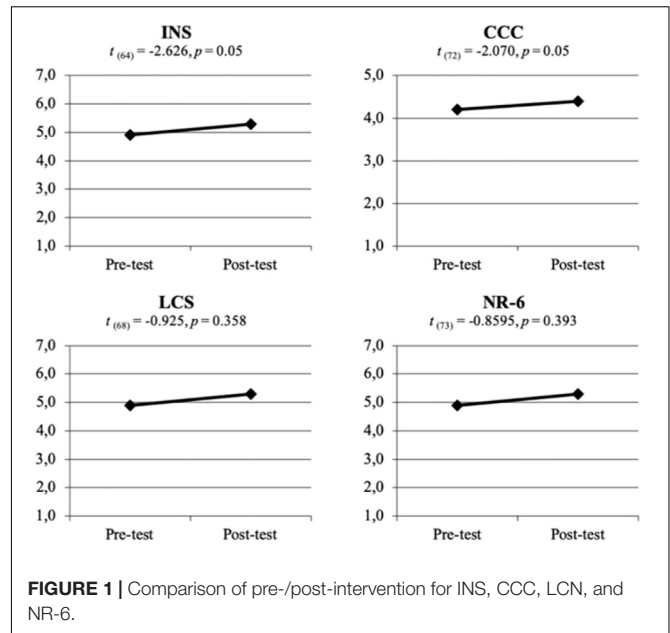 INS
t (64) = -2.626, p = 0.05
7,0
6,0
5,0
4,0
3,0
2,0
1,0
Pre-test Post-test
CCC
t (72) = -2.070, p = 0.05
5,0
4,0
3,0
2,0
1,0
Pre-test Post-test
LCS
t (68) = -0.925, p = 0.358
7,0
6,0
5,0
4,0
3,0
2,0
1,0
Pre-test Post-test
NR-6
t (73) = -0.8595, p = 0.393
7,0
6,0
5,0
4,0
3,0
2,0
1,0
Pre-test Post-test
FIGURE 1 | Comparison of pre-/post-intervention for INS, CCC, LCN, and
NR-6.